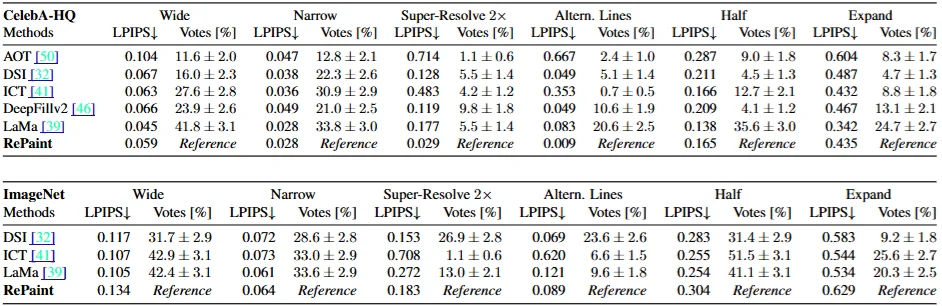 CelebA-HQ Wide Narrow Super-Resolve 2× Altern. Lines Half Expand
Methods LPIPS↓ Votes [%] LPIPS↓ Votes [%] LPIPS↓ Votes [%] LPIPS↓ Votes [%] LPIPS↓ Votes [%] LPIPS↓ Votes [%]
AOT [50] 0.104 11.6 ± 2.0 0.047 12.8 ± 2.1 0.714 1.1 ± 0.6 0.667 2.4 ± 1.0 0.287 9.0 ± 1.8 0.604 8.3 ± 1.7
DSI [32] 0.067 16.0 ± 2.3 0.038 22.3 ± 2.6 0.128 5.5 ± 1.4 0.049 5.1 ± 1.4 0.211 4.5 ± 1.3 0.487 4.7 ± 1.3
ICT [41] 0.063 27.6 ± 2.8 0.036 30.9 ± 2.9 0.483 4.2 ± 1.2 0.353 0.7 ± 0.5 0.166 12.7 ± 2.1 0.432 8.8 ± 1.8
DeepFillv2 [46] 0.066 23.9 ± 2.6 0.049 21.0 ± 2.5 0.119 9.8 ± 1.8 0.049 10.6 ± 1.9 0.209 4.1 ± 1.2 0.467 13.1 ± 2.1
LaMa [39] 0.045 41.8 ± 3.1 0.028 33.8 ± 3.0 0.177 5.5 ± 1.4 0.083 20.6 ± 2.5 0.138 35.6 ± 3.0 0.342 24.7 ± 2.7
RePaint 0.059 Reference 0.028 Reference 0.029 Reference 0.009 Reference 0.165 Reference 0.435 Reference
ImageNet Wide Narrow Super-Resolve 2× Altern. Lines Half Expand
Methods LPIPS↓ Votes [%] LPIPS↓ Votes [%] LPIPS↓ Votes [%] LPIPS↓ Votes [%] LPIPS↓ Votes [%] LPIPS↓ Votes [%]
DSI [32] 0.117 31.7 ± 2.9 0.072 28.6 ± 2.8 0.153 26.9 ± 2.8 0.069 23.6 ± 2.6 0.283 31.4 ± 2.9 0.583 9.2 ± 1.8
ICT [41] 0.107 42.9 ± 3.1 0.073 33.0 ± 2.9 0.708 1.1 ± 0.6 0.620 6.6 ± 1.5 0.255 51.5 ± 3.1 0.544 25.6 ± 2.7
LaMa [39] 0.105 42.4 ± 3.1 0.061 33.6 ± 2.9 0.272 13.0 ± 2.1 0.121 9.6 ± 1.8 0.254 41.1 ± 3.1 0.534 20.3 ± 2.5
RePaint 0.134 Reference 0.064 Reference 0.183 Reference 0.089 Reference 0.304 Reference 0.629 Reference